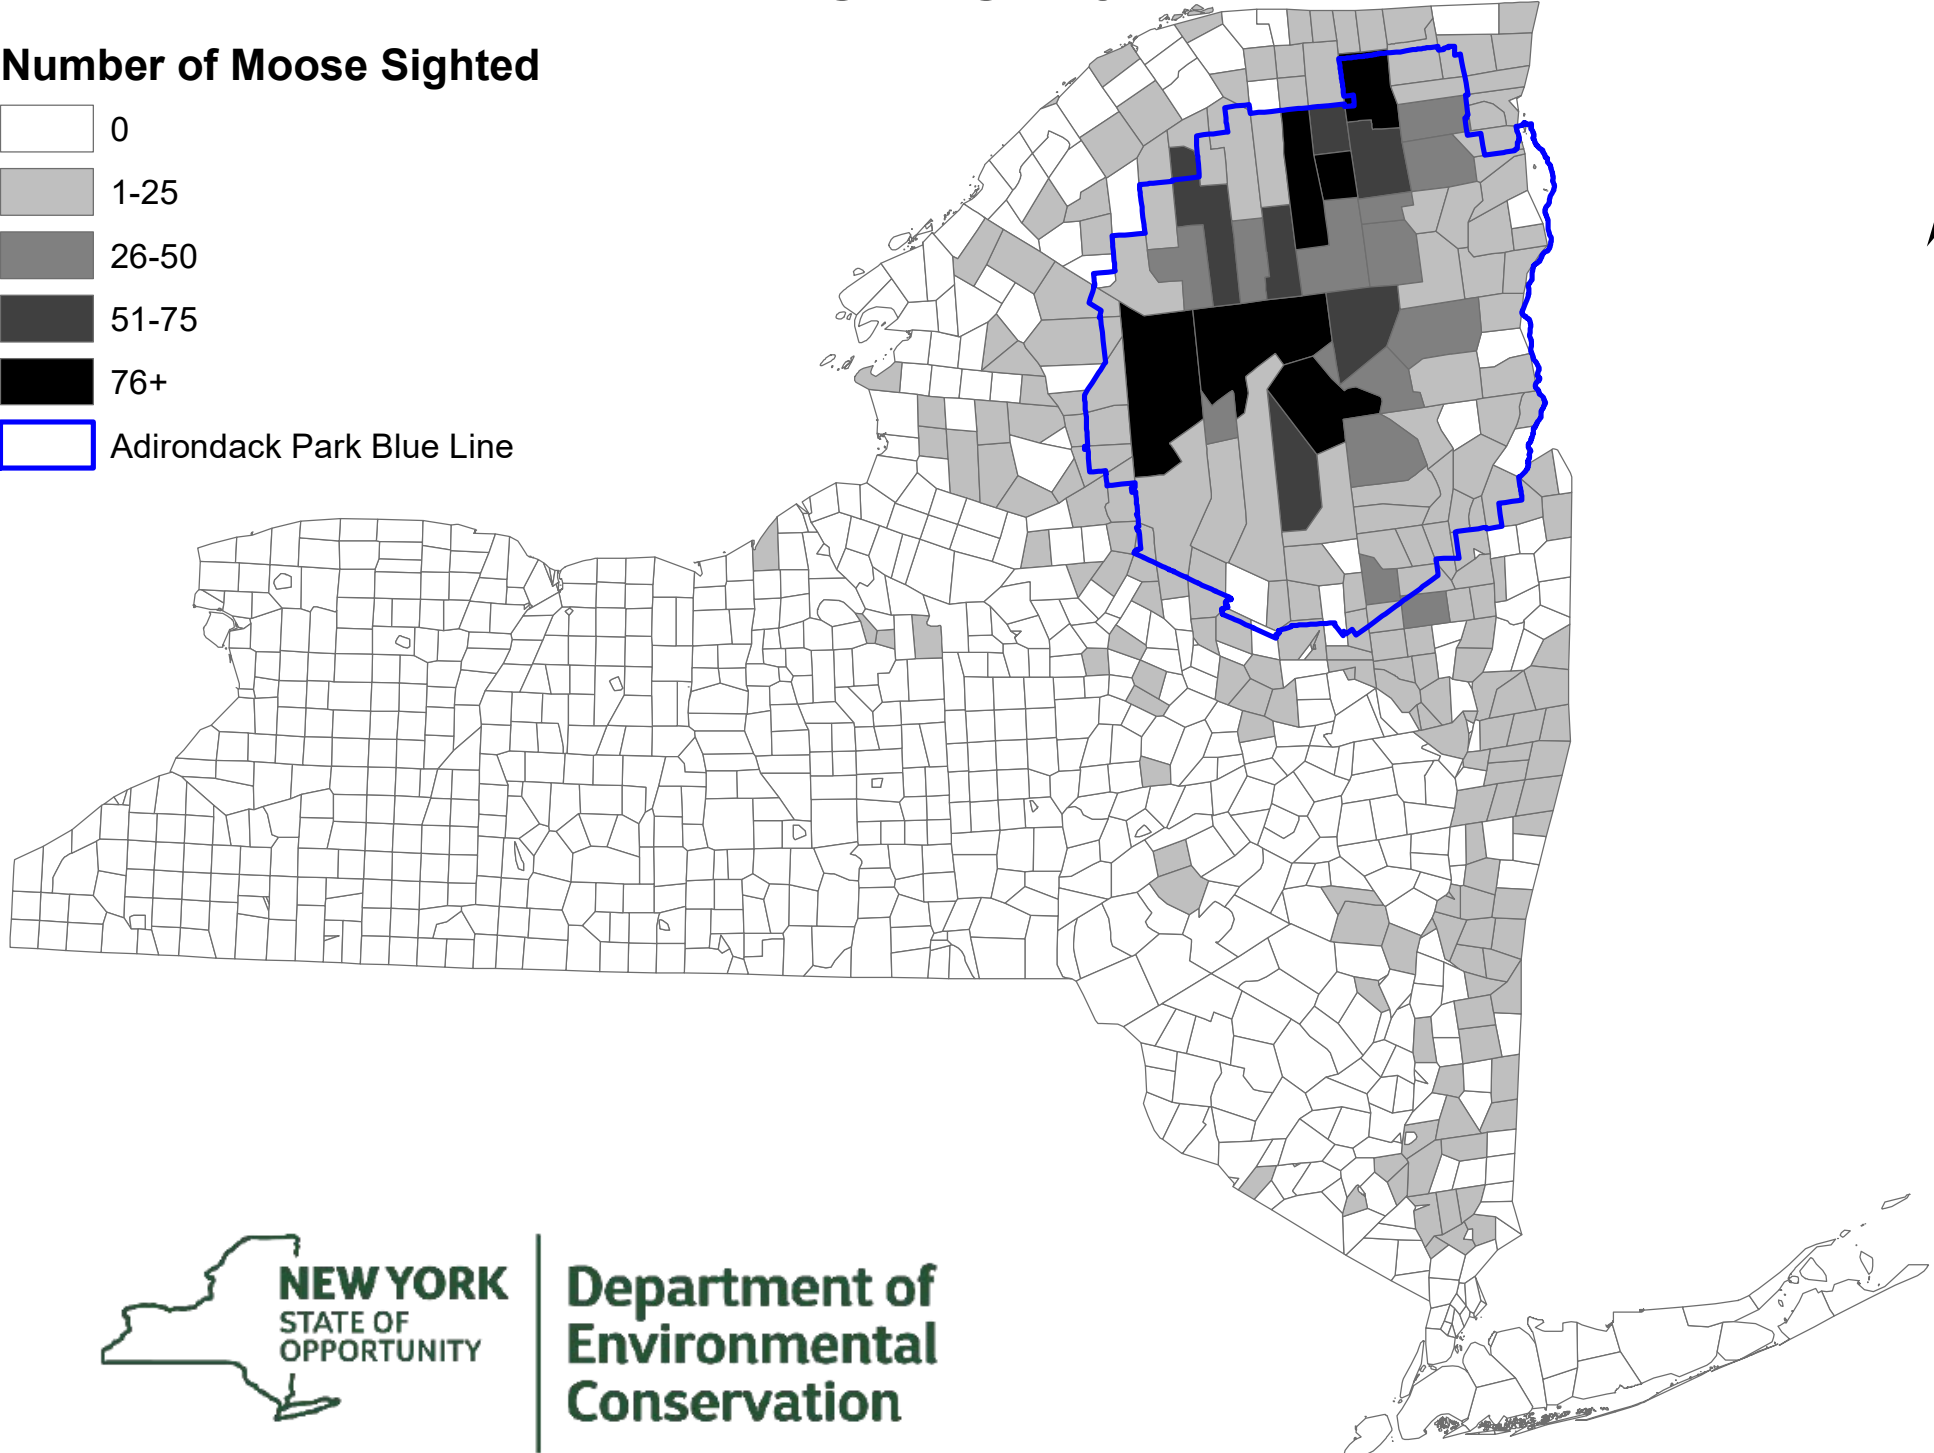 Number of Moose Sighted
0
1-25
26-50
51-75
76+
Adirondack Park Blue Line
NEW YORK
STATE OF
OPPORTUNITY
Department of
Environmental
Conservation